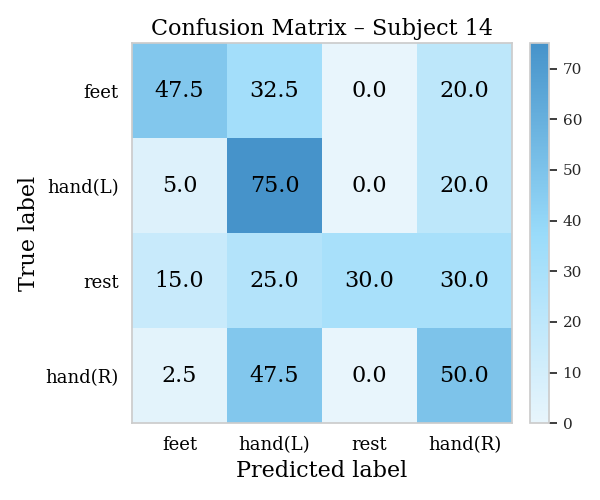 Confusion Matrix – Subject 14
feet 47.5 32.5 0.0 20.0
hand(L) 5.0 75.0 0.0 20.0
rest 15.0 25.0 30.0 30.0
hand(R) 2.5 47.5 0.0 50.0
feet hand(L) rest hand(R)
Predicted label
True label
70
60
50
40
30
20
10
0